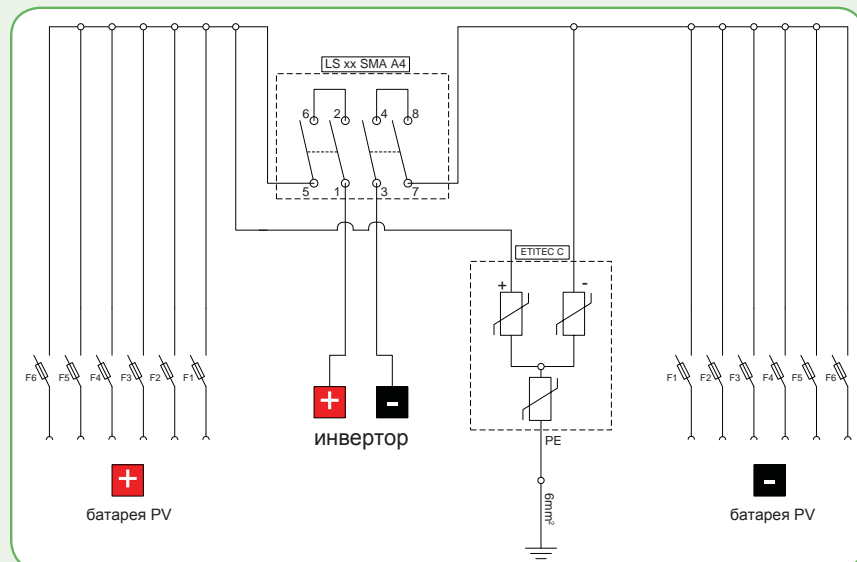 LS xx SMA A4
6 2 4 8
5 1 3 7
ETITEC C
+ -
F6 F5 F4 F3 F2 F1
F1 F2 F3 F4 F5 F6
+ -
инвертор
PE
6mm²
+
батарея PV
-
батарея PV